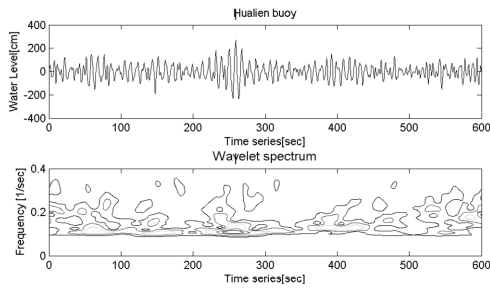 Hualien buoy
Water Level[cm]
400
200
0
-200
-400
0 100 200 300 400 500 600
Time series[sec]
Wavelet spectrum
Frequency [1/sec]
0.4
0.2
0
0 100 200 300 400 500 600
Time series[sec]